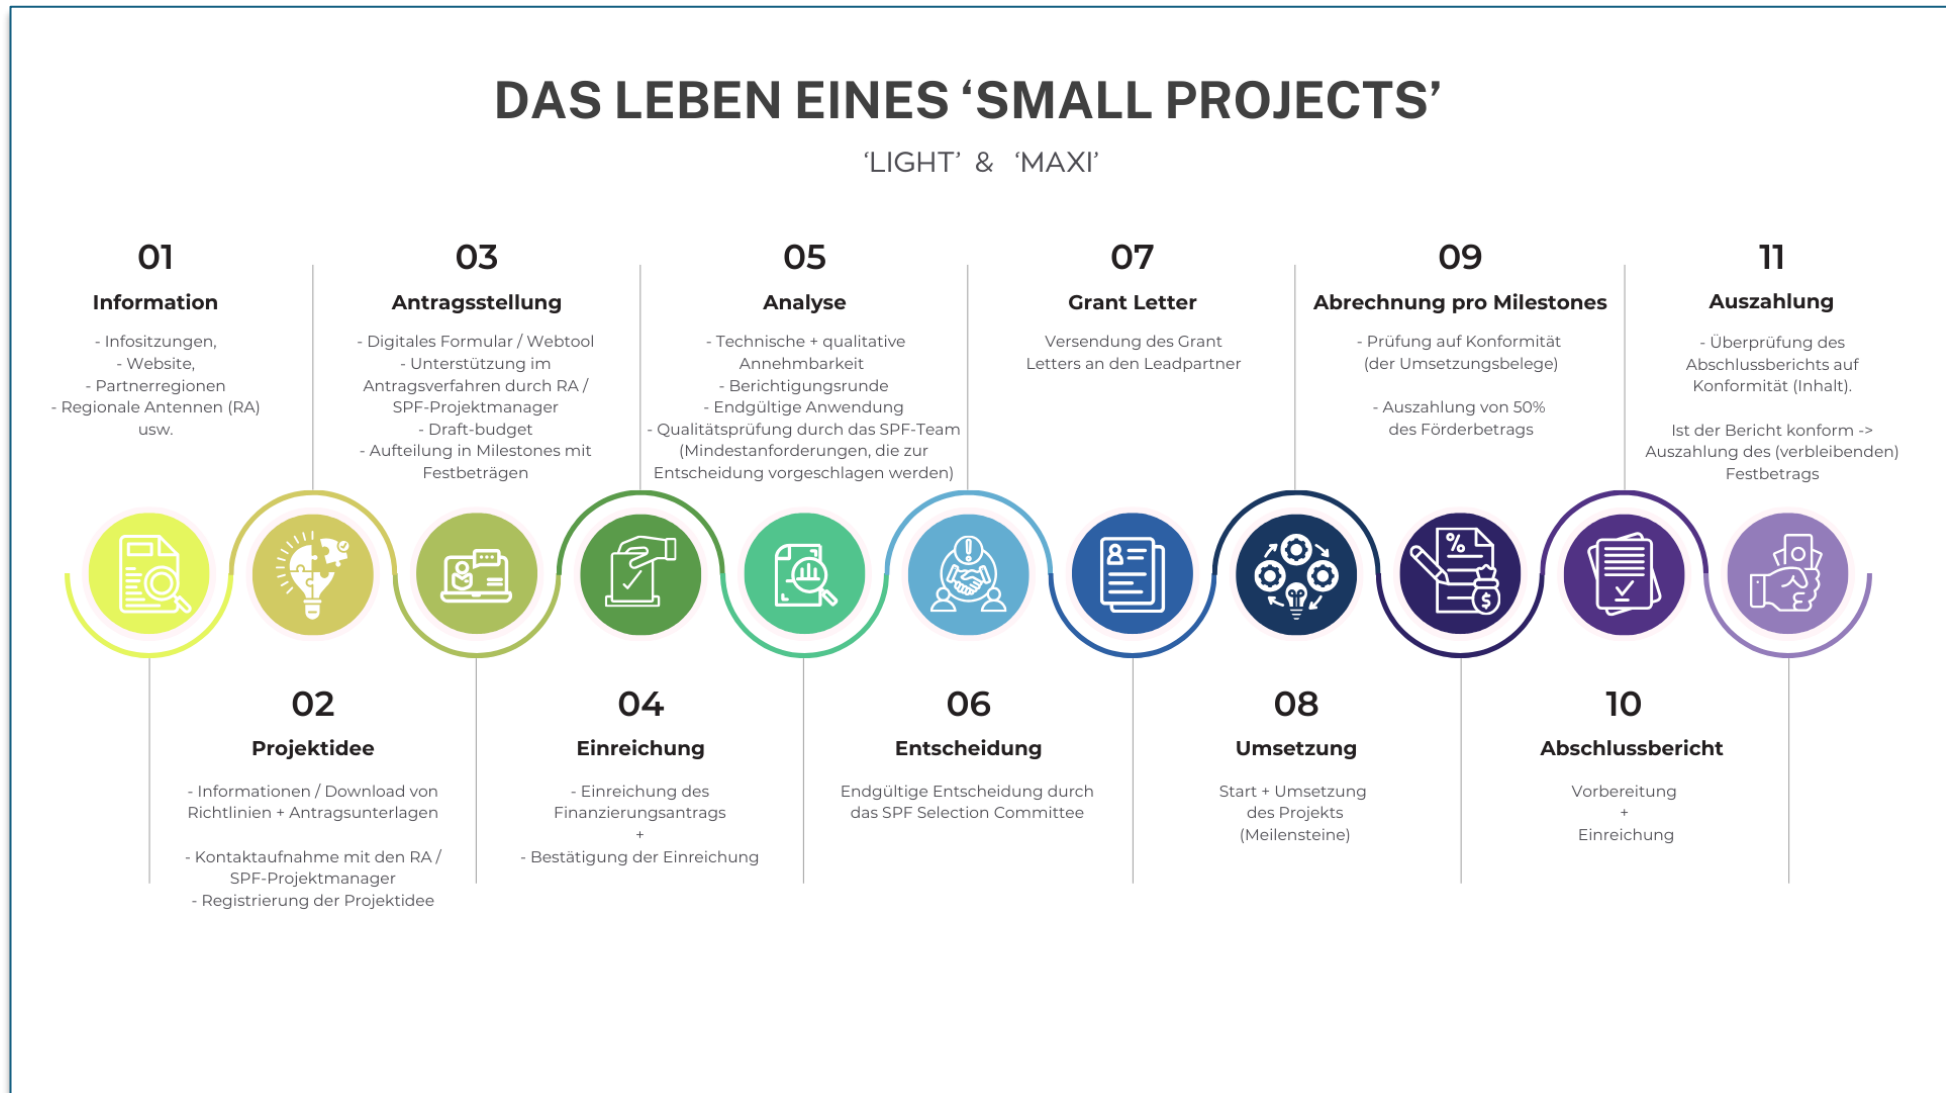 DAS LEBEN EINES ‘SMALL PROJECTS’
‘LIGHT’ & ‘MAXI’
01
Information
- Infositzungen,
- Website,
- Partnerregionen
- Regionale Antennen (RA)
usw.
02
Projektidee
- Informationen / Download von
Richtlinien + Antragsunterlagen
- Kontaktaufnahme mit den RA /
SPF-Projektmanager
- Registrierung der Projektidee
03
Antragsstellung
- Digitales Formular / Webtool
- Unterstützung im
Antragsverfahren durch RA /
SPF-Projektmanager
- Draft-budget
- Aufteilung in Milestones mit
Festbeträgen
04
Einreichung
- Einreichung des
Finanzierungsantrags
+
- Bestätigung der Einreichung
05
Analyse
- Technische + qualitative
Annehmbarkeit
- Berichtigungsrunde
- Endgültige Anwendung
- Qualitätsprüfung durch das SPF-Team
(Mindestanforderungen, die zur
Entscheidung vorgeschlagen werden)
06
Entscheidung
Endgültige Entscheidung durch
das SPF Selection Committee
07
Grant Letter
Versendung des Grant
Letters an den Leadpartner
08
Umsetzung
Start + Umsetzung
des Projekts
(Meilensteine)
09
Abrechnung pro Milestones
- Prüfung auf Konformität
(der Umsetzungsbelege)
- Auszahlung von 50%
des Förderbetrags
%
$
10
Abschlussbericht
Vorbereitung
+
Einreichung
11
Auszahlung
- Überprüfung des
Abschlussberichts auf
Konformität (Inhalt).
Ist der Bericht konform ->
Auszahlung des (verbleibenden)
Festbetrags